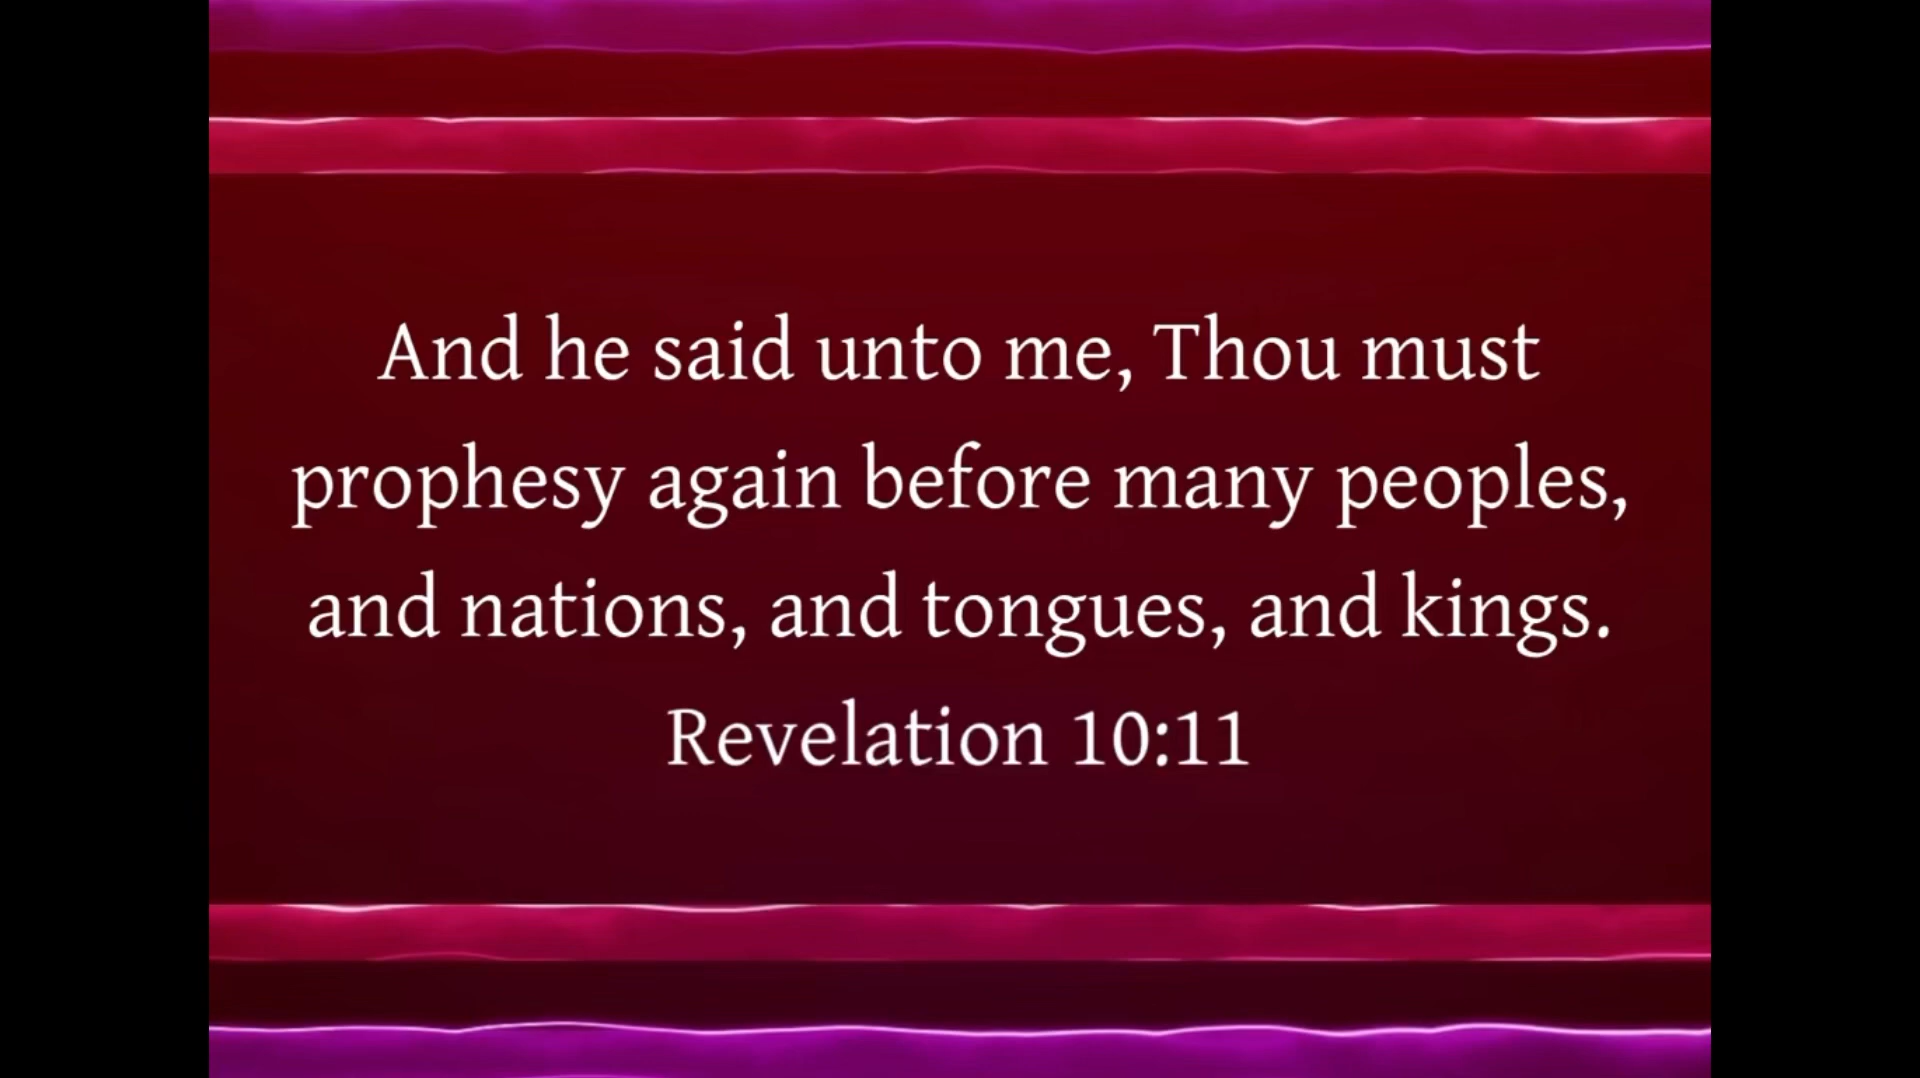 And he said unto me, Thou must
prophesy again before many peoples,
and nations, and tongues, and kings.
Revelation 10:11